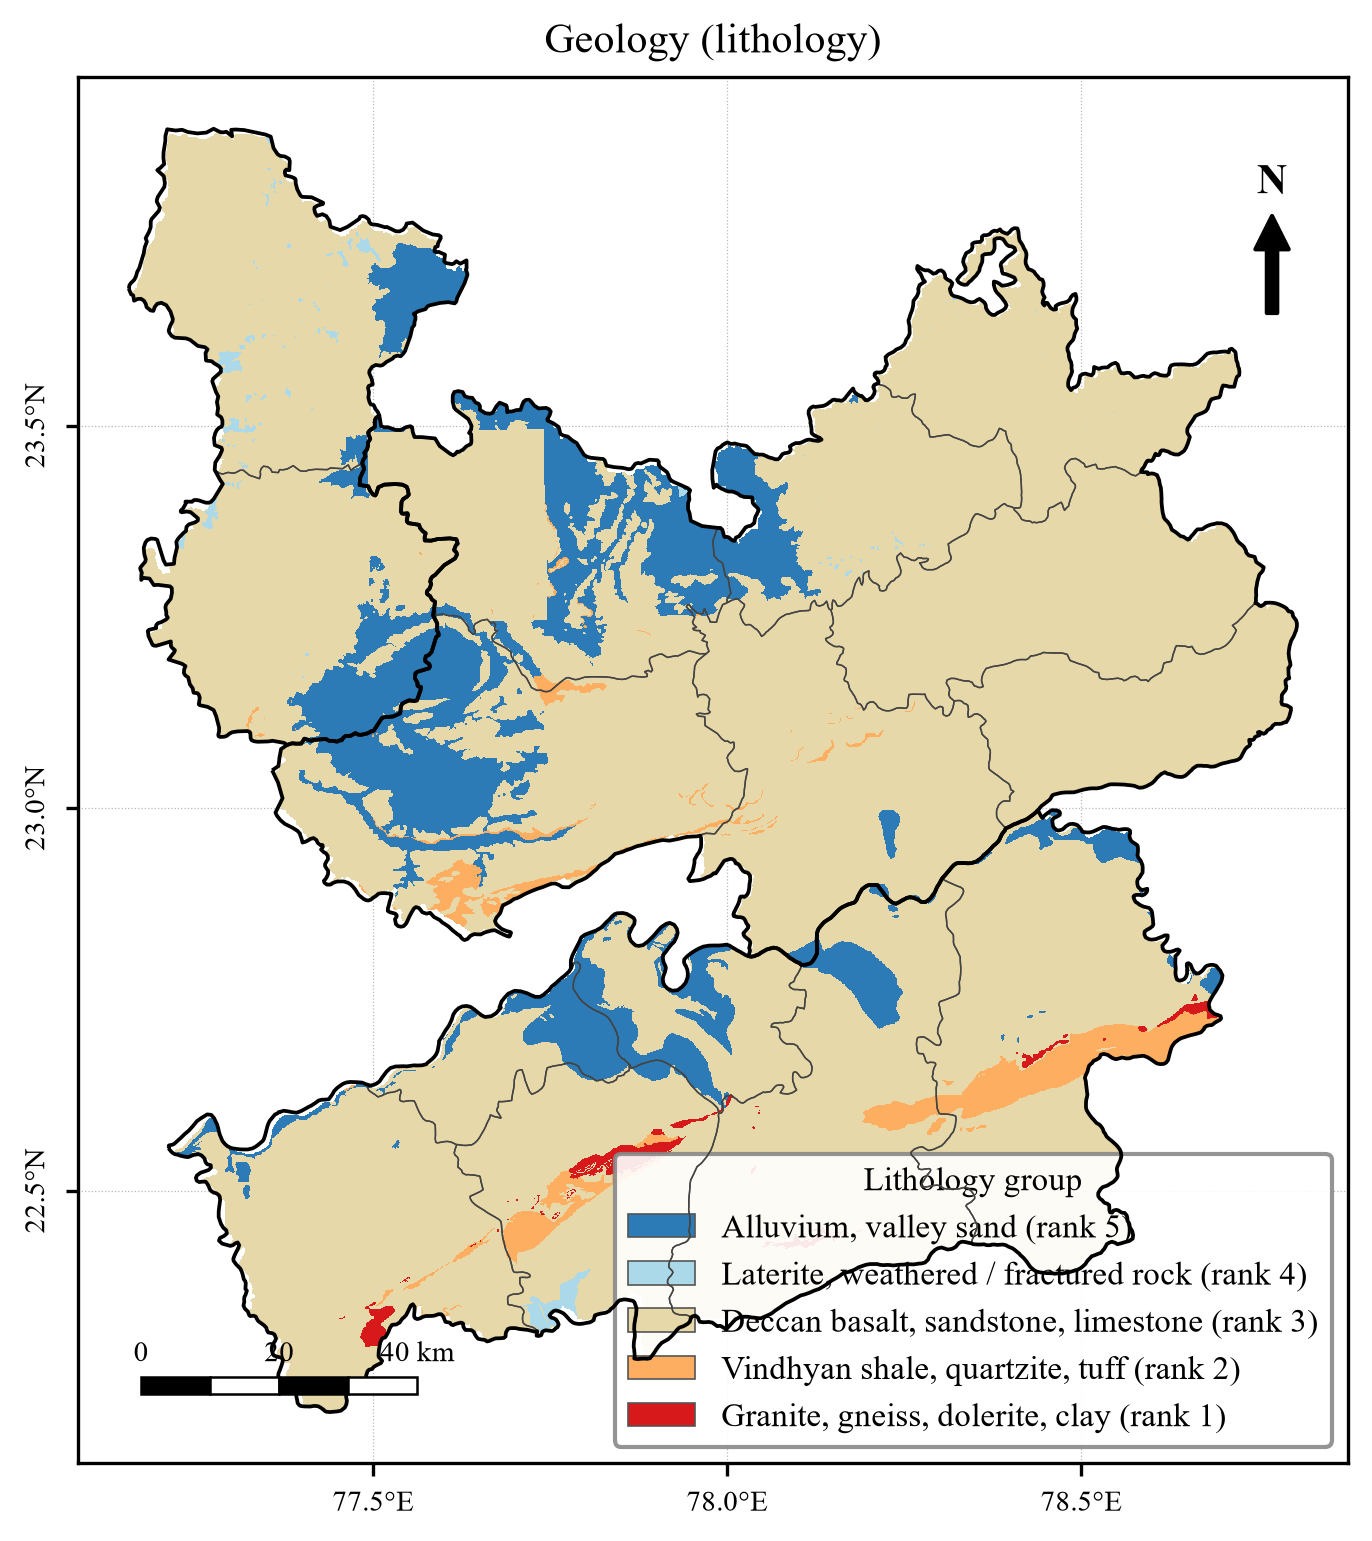 Geology (lithology)
N
23.5°N
23.0°N
22.5°N
0 20 40 km
Lithology group
Alluvium, valley sand (rank 5)
Laterite, weathered / fractured rock (rank 4)
Deccan basalt, sandstone, limestone (rank 3)
Vindhyan shale, quartzite, tuff (rank 2)
Granite, gneiss, dolerite, clay (rank 1)
77.5°E 78.0°E 78.5°E